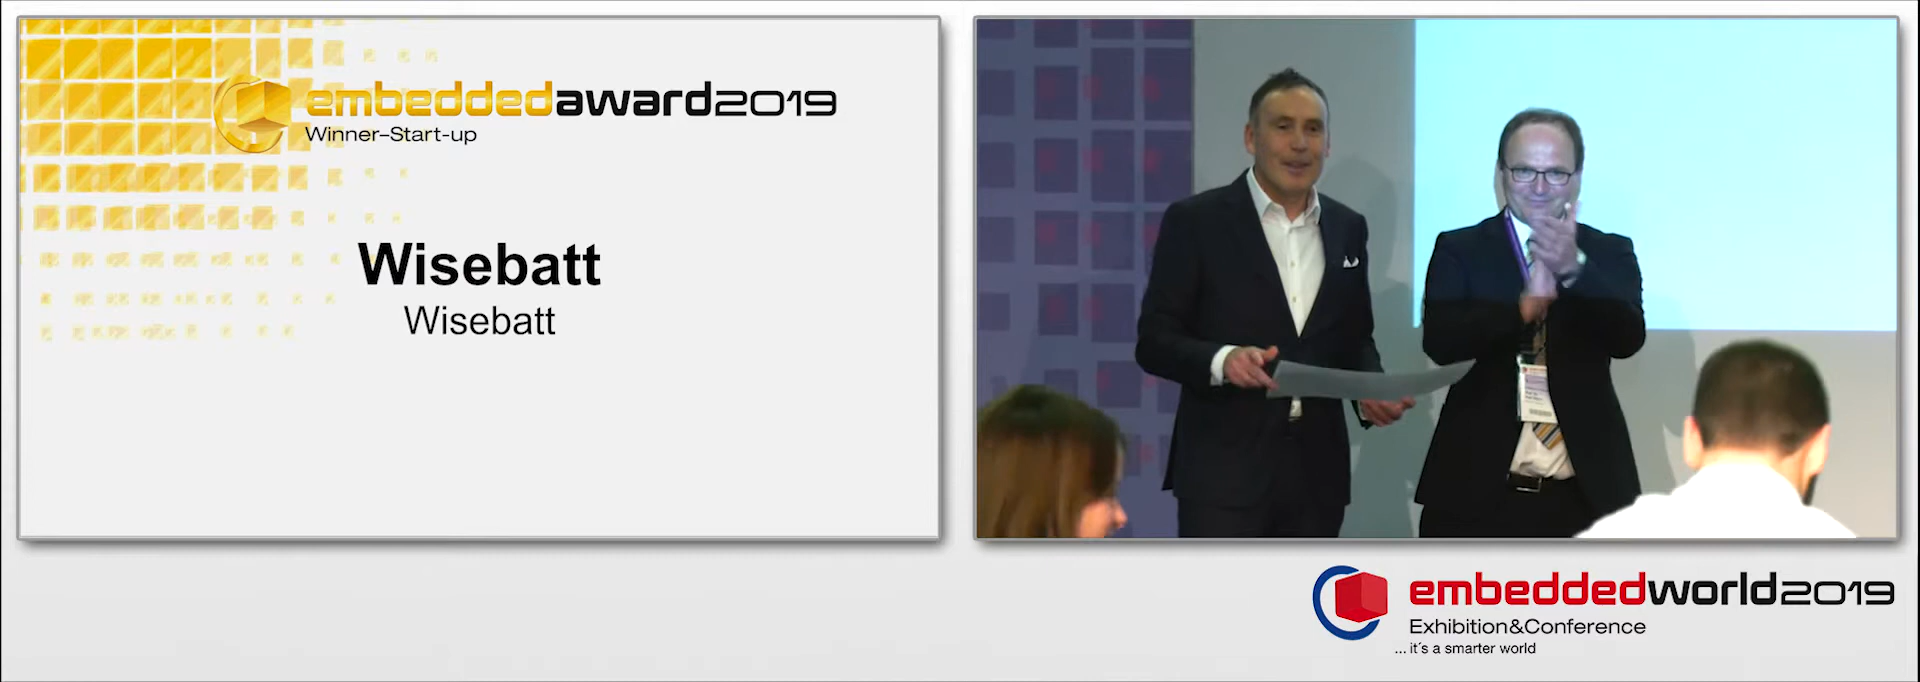 embeddedaward2019
Winner-Start-up
Wisebatt
Wisebatt
embeddedworld2019
Exhibition&Conference
... it´s a smarter world